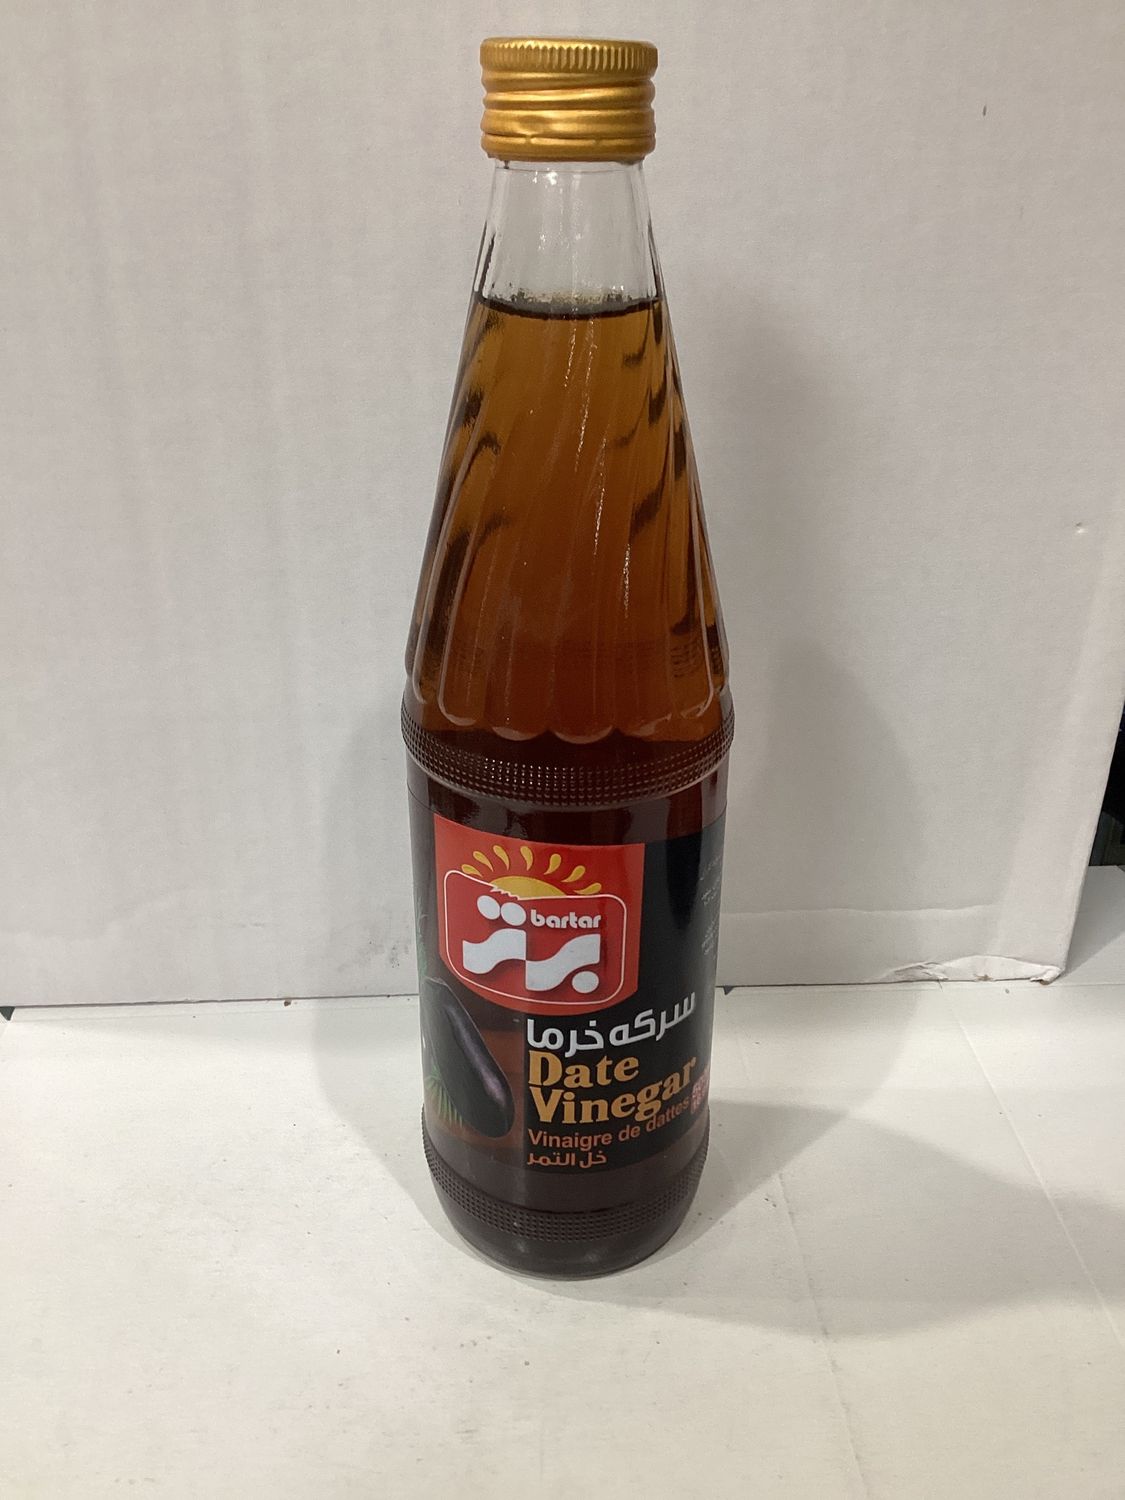 bartar
برتر
سرکه خرما
Date
Vinegar
Vinaigre de dattes
خل التمر